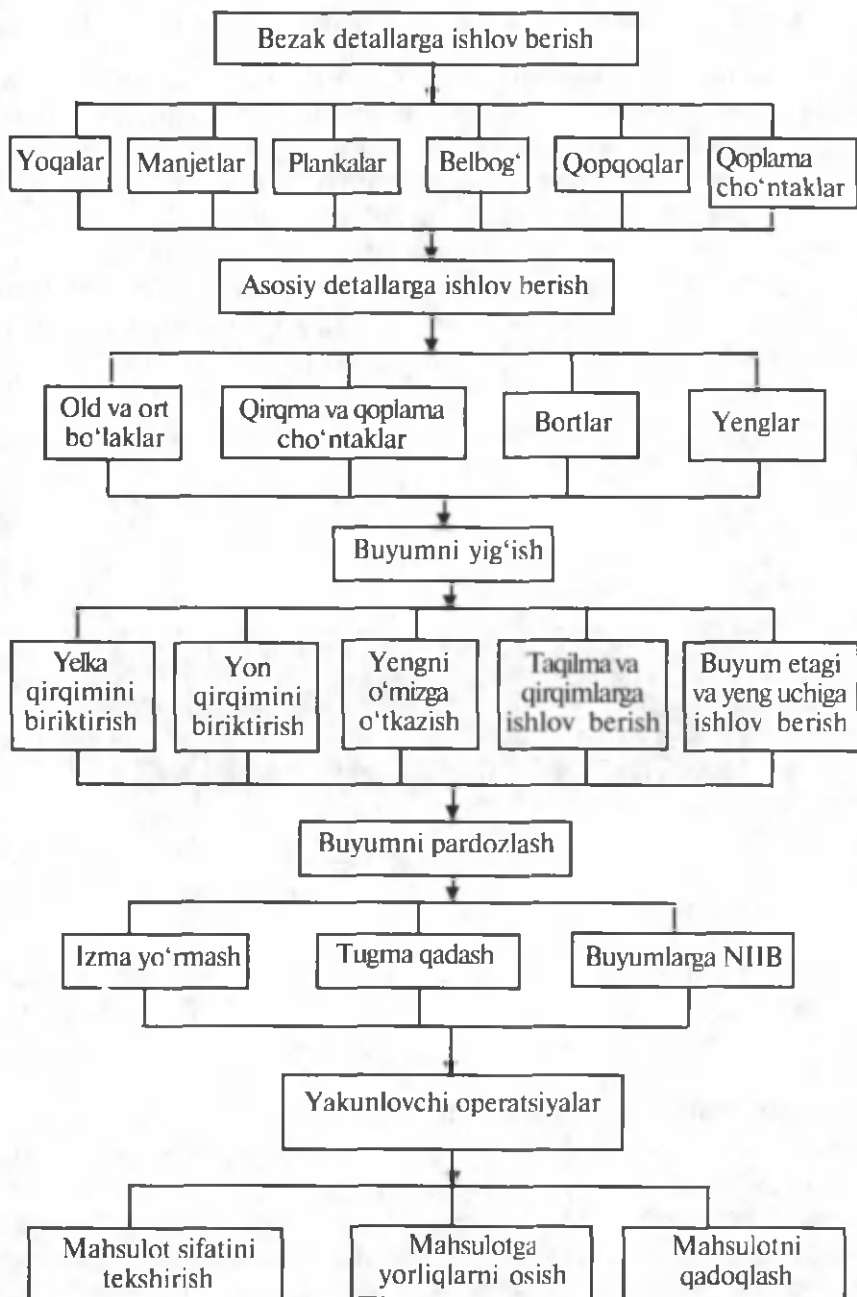 Bezak detallarga ishlov berish
Yoqalar
Manjetlar
Plankalar
Belbog‘
Qopqoqlar
Qoplama
cho‘ntaklar
Asosiy detallarga ishlov berish
Old va ort
bo‘laklar
Qirqma va qoplama
cho‘ntaklar
Bortlar
Yenglar
Buyumni yig‘ish
Yelka
qirqimini
biriktirish
Yon
qirqimini
biriktirish
Yengni
o‘mizga
o‘tkazish
Taqilma va
qirqimlarga
ishlov berish
Buyum etagi
va yeng uchiga
ishlov berish
Buyumni pardozlash
Izma yo‘rmash
Tugma qadash
Buyumlarga NIIB
Yakunlovchi operatsiyalar
Mahsulot sifatini
tekshirish
Mahsulotga
yorliqlarni osish
Mahsulotni
qadoqlash